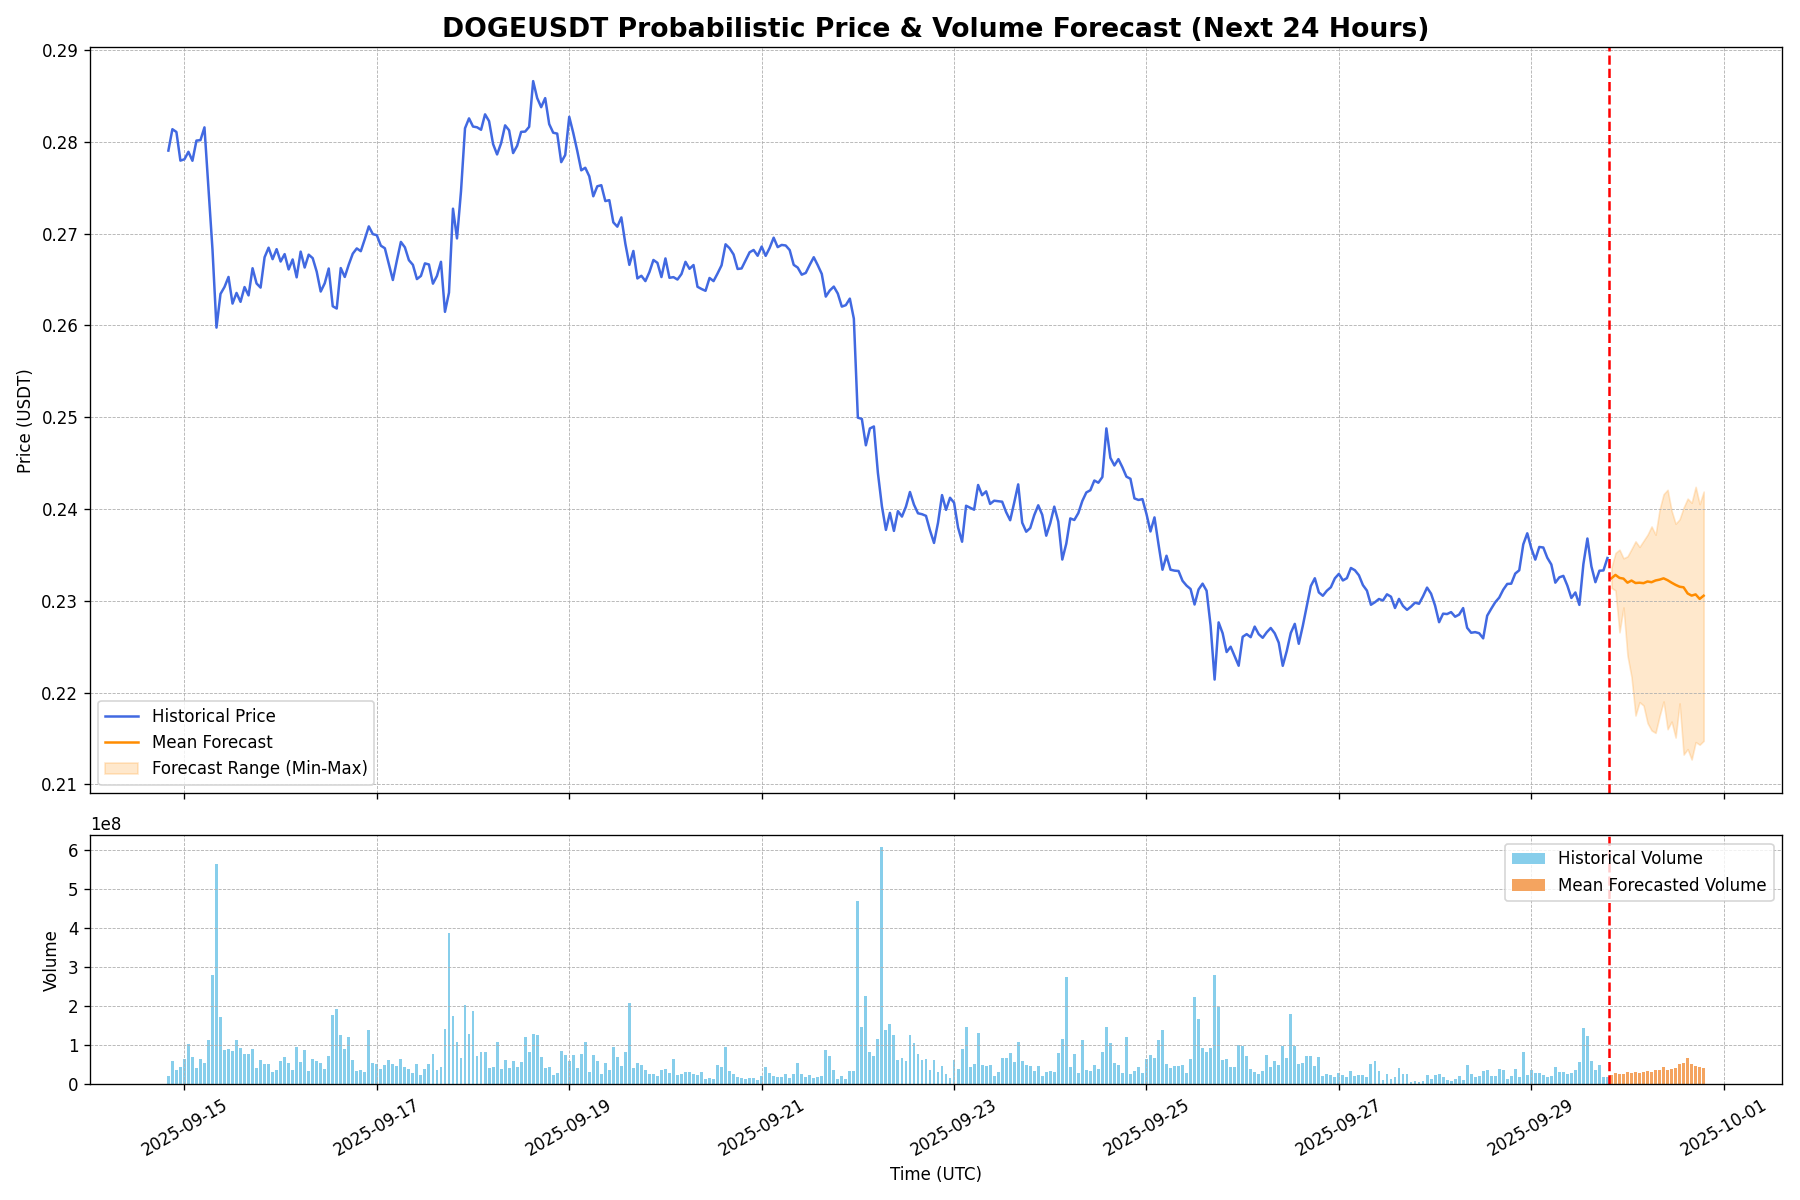 DOGEUSDT Probabilistic Price & Volume Forecast (Next 24 Hours)
0.29
0.28
0.27
0.26
0.25
0.24
0.23
0.22
0.21
Price (USDT)
Historical Price
Mean Forecast
Forecast Range (Min-Max)
1e8
6
5
4
3
2
1
0
Volume
Historical Volume
Mean Forecasted Volume
2025-09-15
2025-09-17
2025-09-19
2025-09-21
2025-09-23
2025-09-25
2025-09-27
2025-09-29
2025-10-01
Time (UTC)